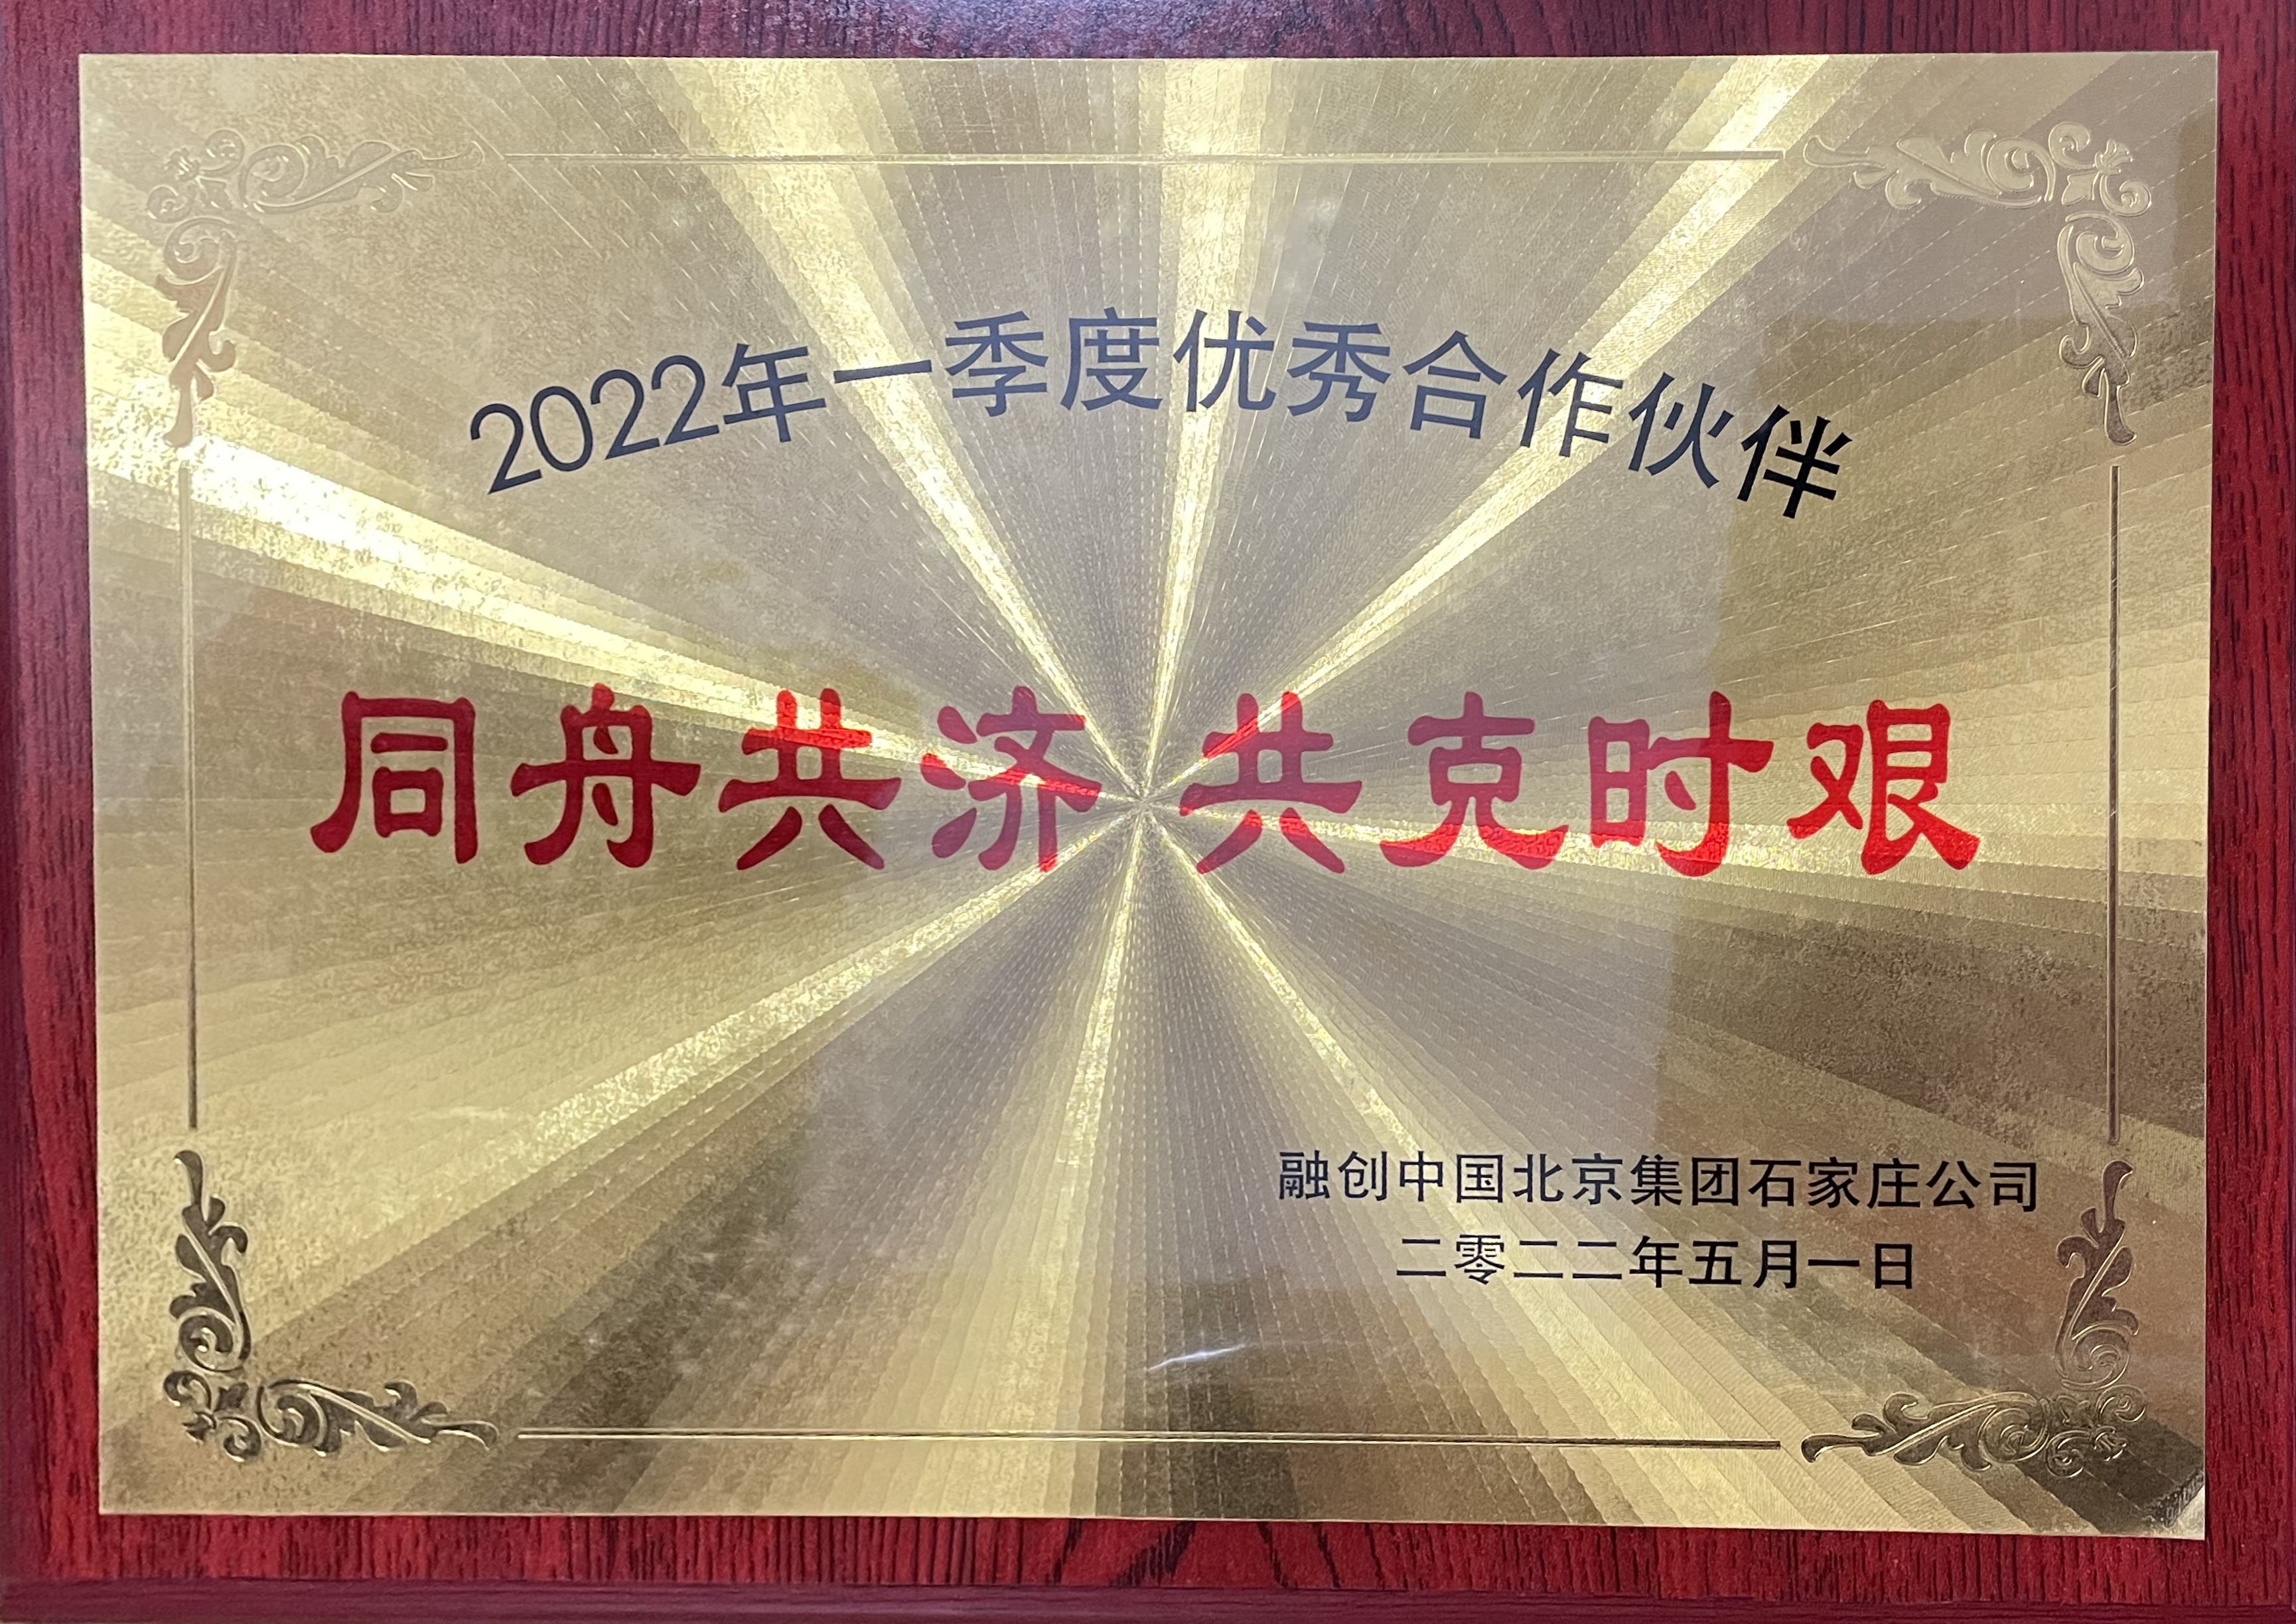 2022年一季度优秀合作伙伴
同舟共济 共克时艰
融创中国北京集团石家庄公司
二零二二年五月一日